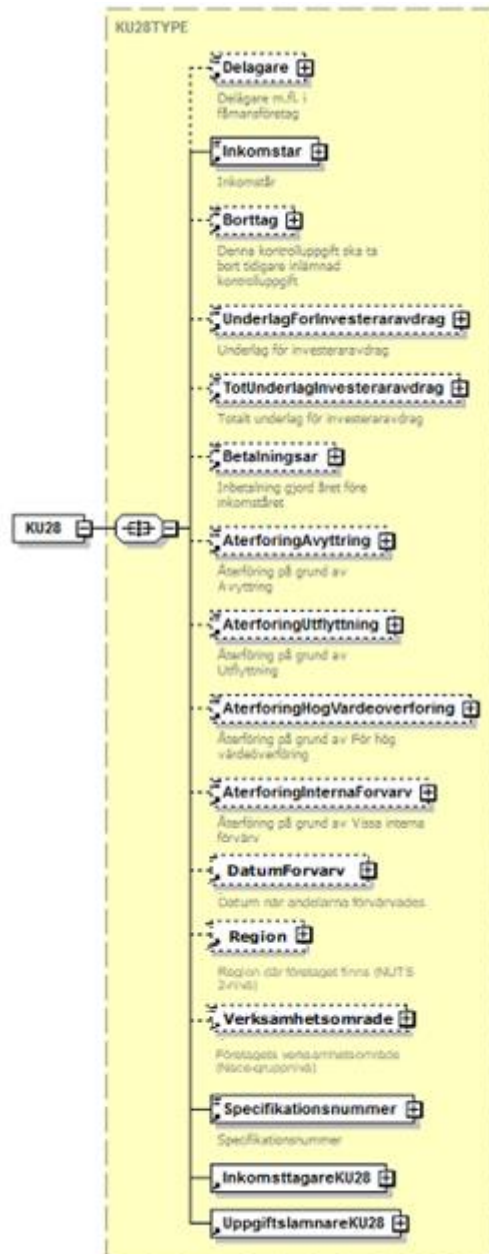 KU28TYPE
Delagare
Delägare m.fl. i
fåmansföretag
Inkomstar
Inkomstår
Borttag
Denna kontrolluppgift ska ta
bort tidigare inlämnad
kontrolluppgift
UnderlagForInvesteraravdrag
Underlag för investeraravdrag
TotUnderlagInvesteraravdrag
Totalt underlag för investeraravdrag
Betalningsar
Inbetalning gjord året före
inkomståret
KU28
AterforingAvyttring
Återföring på grund av
Avyttring
AterforingUtflyttning
Återföring på grund av
Utflyttning
AterforingHogVardeoverforing
Återföring på grund av För hög
värdeöverföring
AterforingInternaForvarv
Återföring på grund av Vissa interna
förvärv
DatumForvarv
Datum när andelarna förvärvades
Region
Region där företaget finns (NUTS
2-nivå)
Verksamhetsomrade
Företagets verksamhetsområde
(Nace-gruppnivå)
Specifikationsnummer
Specifikationsnummer
InkomsttagareKU28
UppgiftslamnareKU28